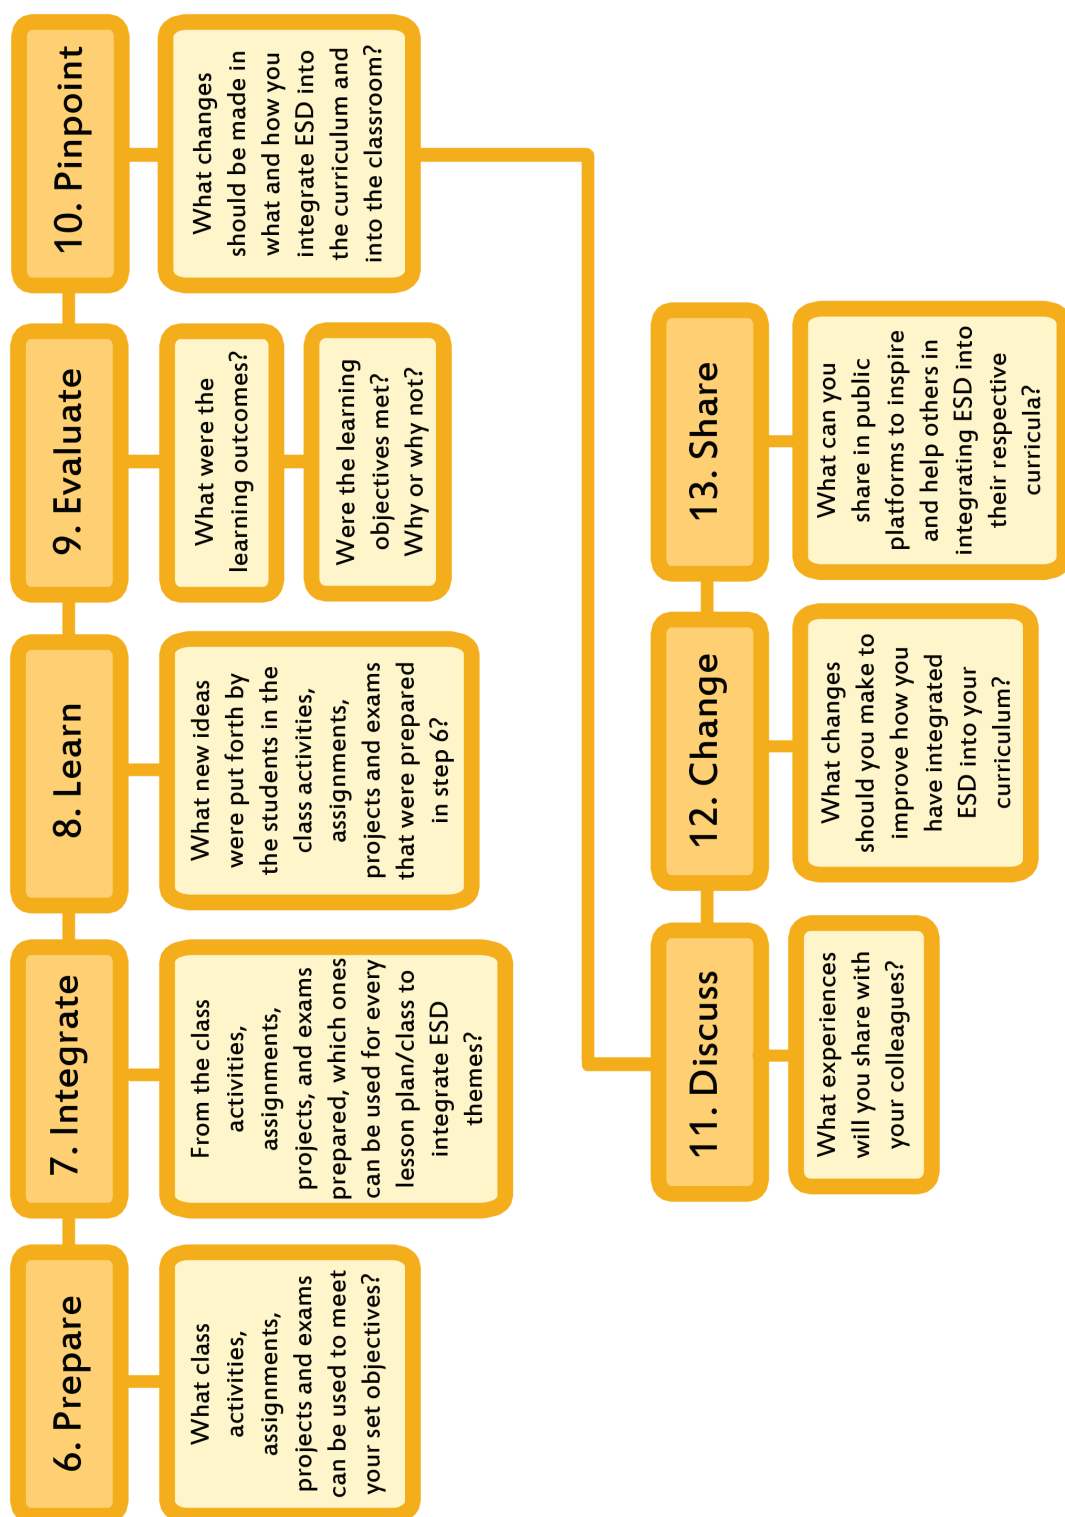 6. Prepare
What class
activities,
assignments,
projects and exams
can be used to meet
your set objectives?
7. Integrate
From the class
activities,
assignments,
projects, and exams
prepared, which ones
can be used for every
lesson plan/class to
integrate ESD
themes?
8. Learn
What new ideas
were put forth by
the students in the
class activities,
assignments,
projects and exams
that were prepared
in step 6?
9. Evaluate
What were the
learning outcomes?
Were the learning
objectives met?
Why or why not?
10. Pinpoint
What changes
should be made in
what and how you
integrate ESD into
the curriculum and
into the classroom?
11. Discuss
What experiences
will you share with
your colleagues?
12. Change
What changes
should you make to
improve how you
have integrated
ESD into your
curriculum?
13. Share
What can you
share in public
platforms to inspire
and help others in
integrating ESD into
their respective
curricula?